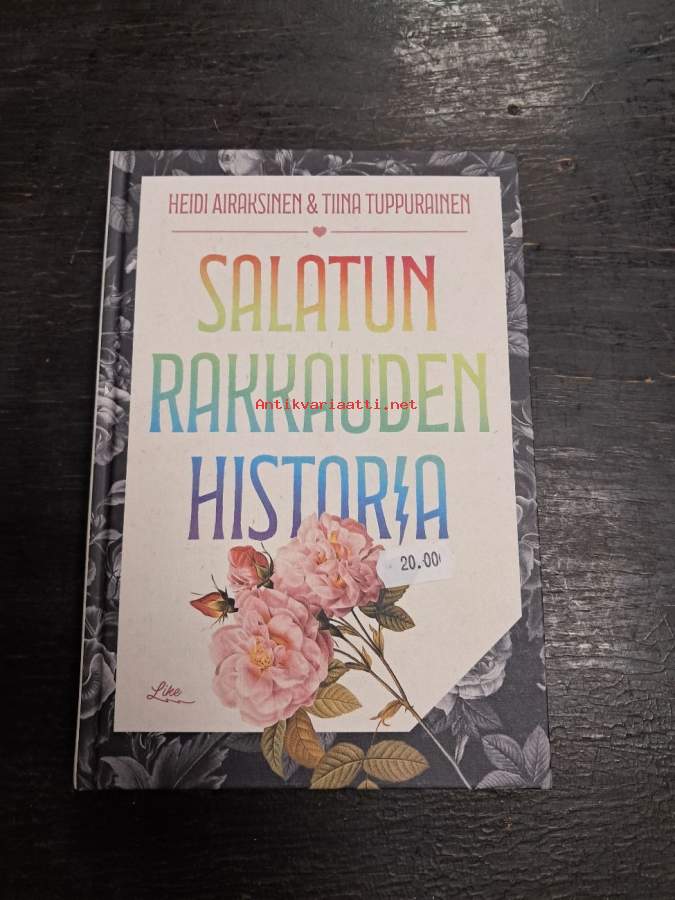 HEIDI AIRAKSINEN & TIINA TUPPURAINEN
SALATUN
RAKKAUDEN
Antikvariaatti.net
HISTORIA
20.00€
Like